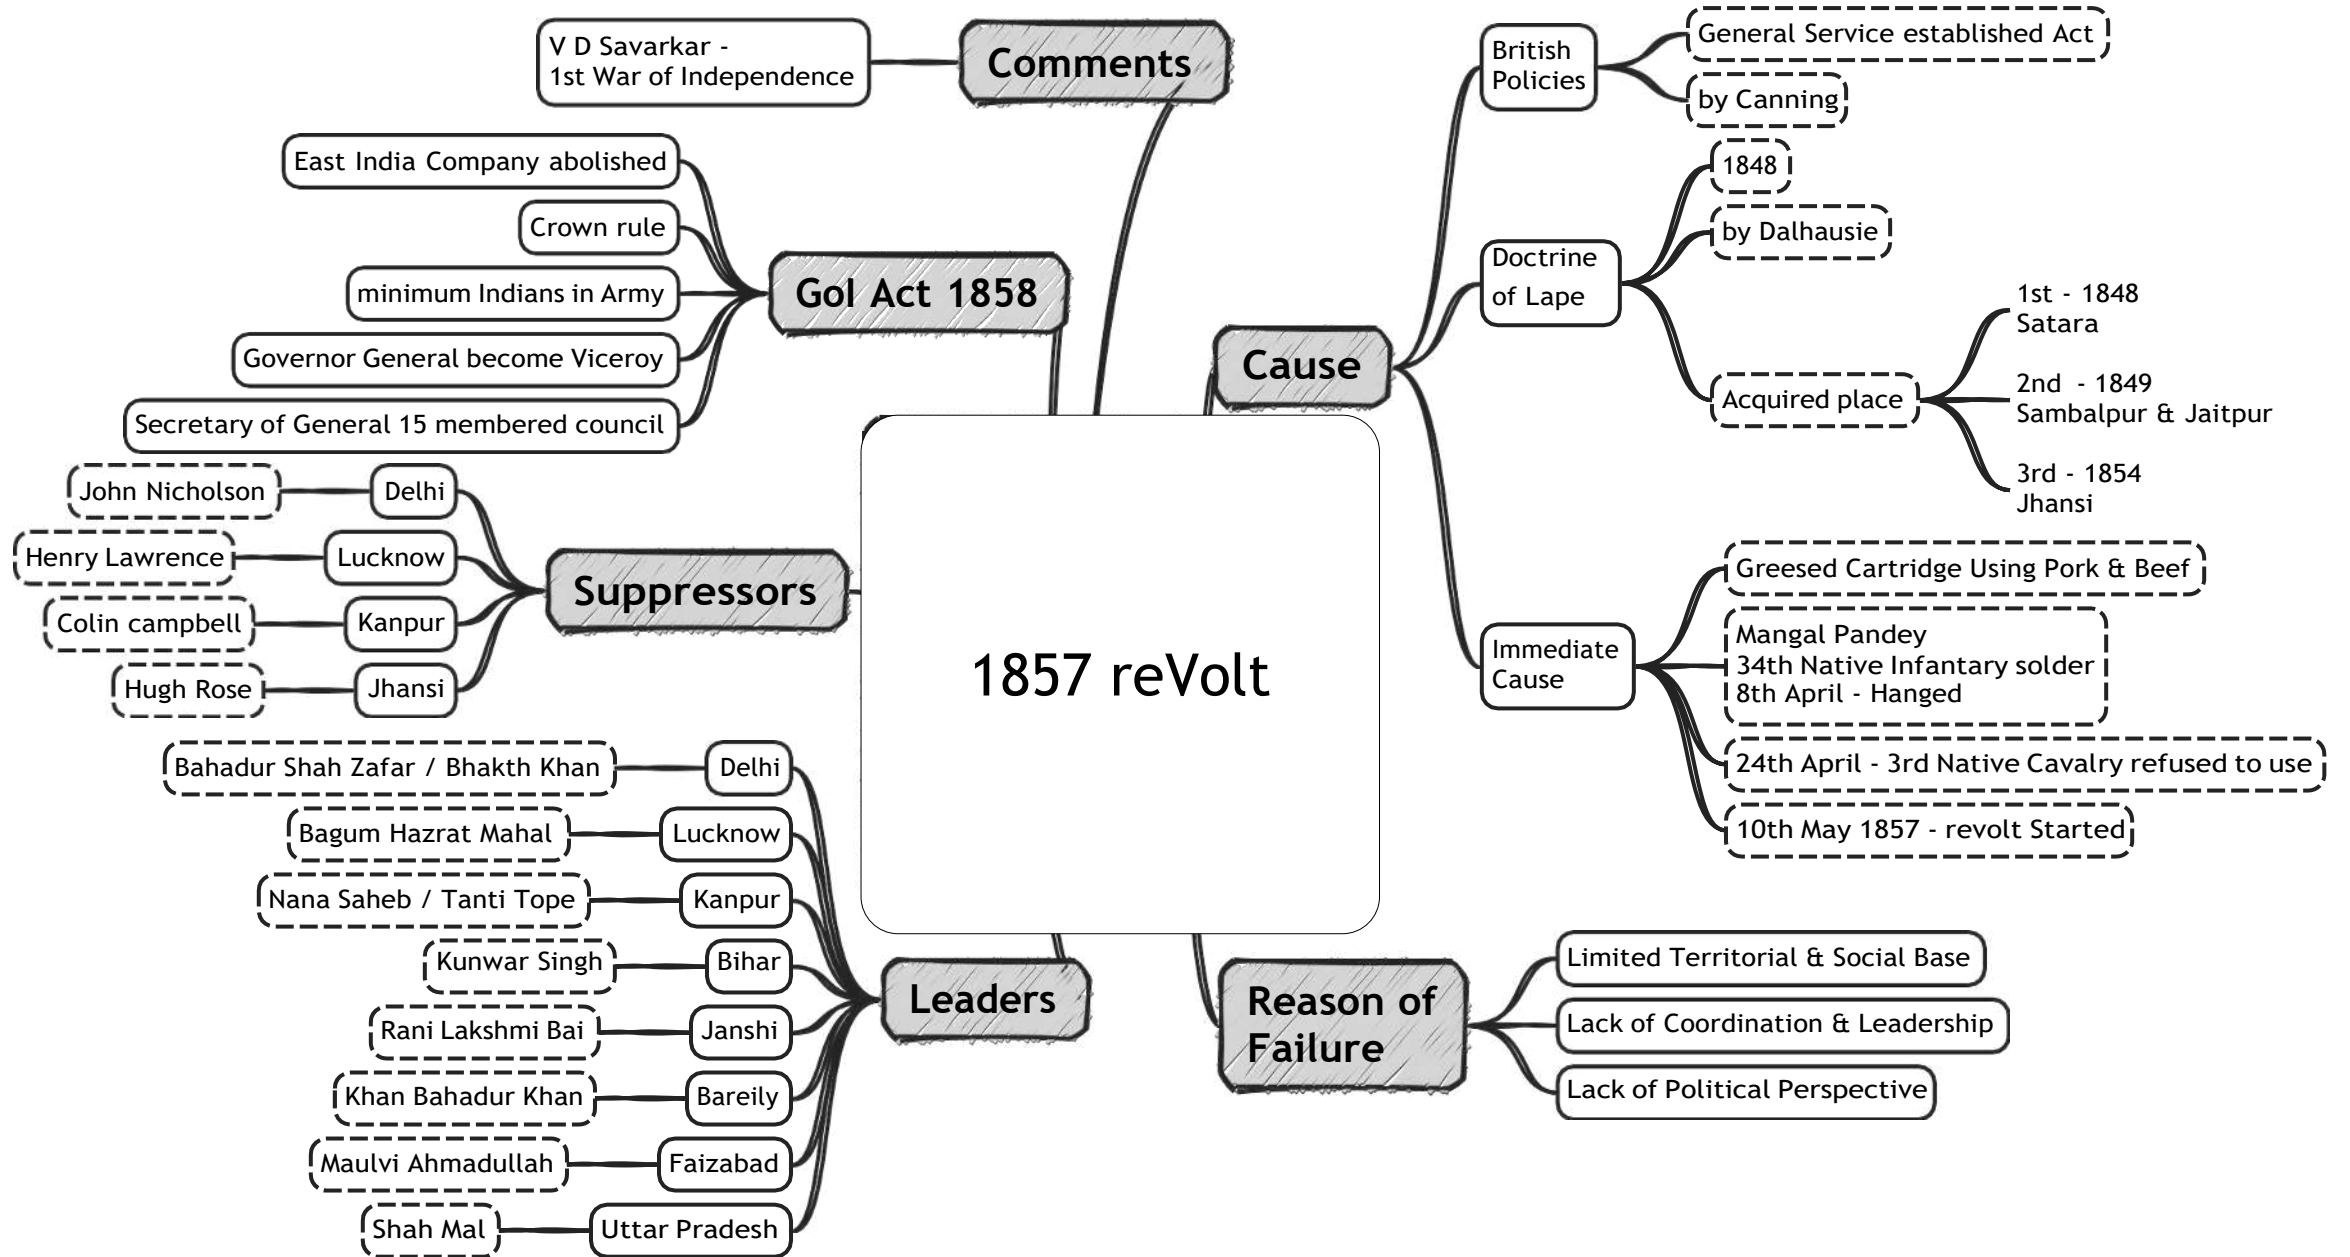 1857 reVolt
Comments
V D Savarkar -
1st War of Independence
GoI Act 1858
East India Company abolished
Crown rule
minimum Indians in Army
Governor General become Viceroy
Secretary of General 15 membered council
Suppressors
Delhi
John Nicholson
Lucknow
Henry Lawrence
Kanpur
Colin campbell
Jhansi
Hugh Rose
Leaders
Delhi
Bahadur Shah Zafar / Bhakth Khan
Lucknow
Bagum Hazrat Mahal
Kanpur
Nana Saheb / Tanti Tope
Bihar
Kunwar Singh
Janshi
Rani Lakshmi Bai
Bareily
Khan Bahadur Khan
Faizabad
Maulvi Ahmadullah
Uttar Pradesh
Shah Mal
Cause
British
Policies
General Service established Act
by Canning
Doctrine
of Lape
1848
by Dalhausie
Acquired place
1st - 1848
Satara
2nd - 1849
Sambalpur & Jaitpur
3rd - 1854
Jhansi
Immediate
Cause
Greesed Cartridge Using Pork & Beef
Mangal Pandey
34th Native Infantary solder
8th April - Hanged
24th April - 3rd Native Cavalry refused to use
10th May 1857 - revolt Started
Reason of
Failure
Limited Territorial & Social Base
Lack of Coordination & Leadership
Lack of Political Perspective